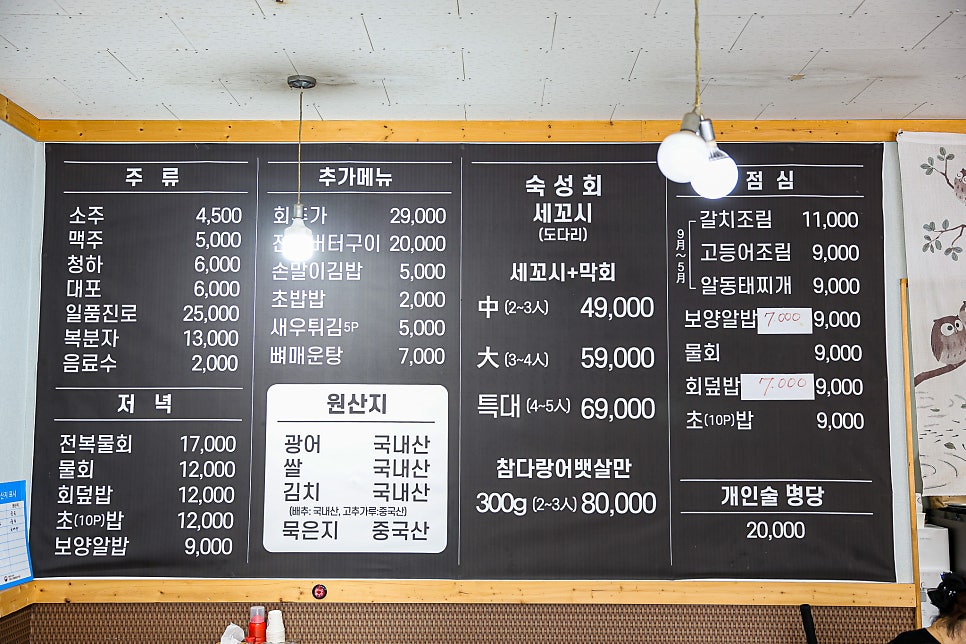 주 류
소주 4,500
맥주 5,000
청하 6,000
대포 6,000
일품진로 25,000
복분자 13,000
음료수 2,000
저 녁
전복물회 17,000
물회 12,000
회덮밥 12,000
초(10P)밥 12,000
보양알밥 9,000
추가메뉴
29,000
20,000
손말이김밥 5,000
초밥밥 2,000
새우튀김5P 5,000
뼈매운탕 7,000
원산지
광어 국내산
쌀 국내산
김치 국내산
(배추: 국내산, 고추가루:중국산)
묵은지 중국산
숙성회
세꼬시
(도다리)
세꼬시+막회
中 (2~3人) 49,000
大 (3~4人) 59,000
특대 (4~5人) 69,000
참다랑어뱃살만
300g (2~3人) 80,000
점 심
9月~5月
갈치조림 11,000
고등어조림 9,000
알동태찌개 9,000
보양알밥 7.000 9,000
물회 9,000
회덮밥 7.000 9,000
초(10P)밥 9,000
개인술 병당
20,000